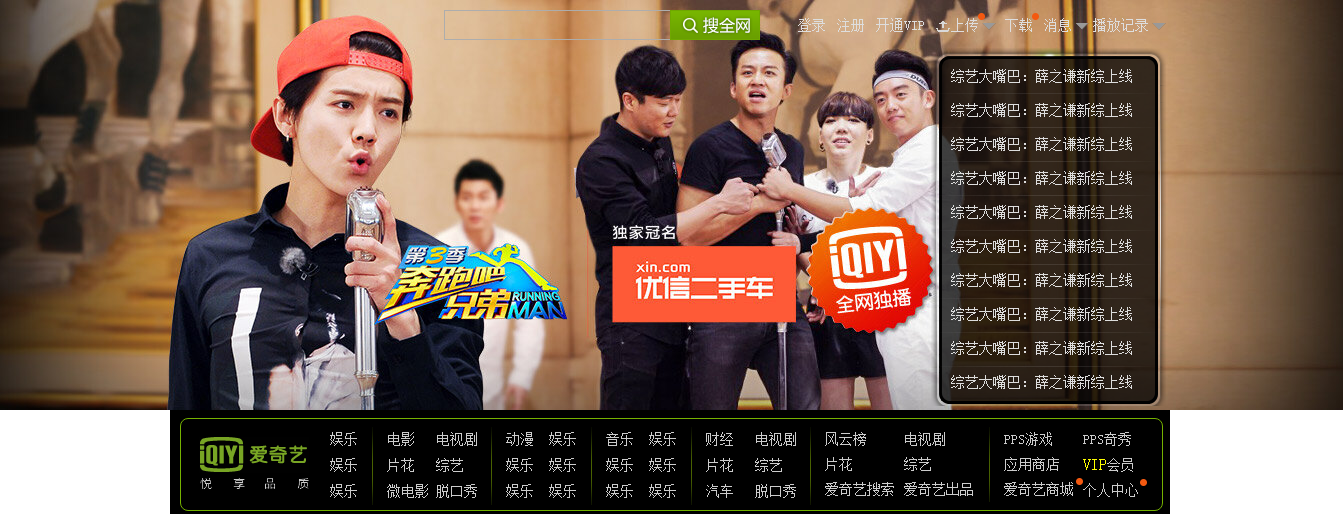 搜全网 登录 注册 开通VIP 上传 下载 消息 播放记录
综艺大嘴巴：薛之谦新综上线
综艺大嘴巴：薛之谦新综上线
综艺大嘴巴：薛之谦新综上线
综艺大嘴巴：薛之谦新综上线
综艺大嘴巴：薛之谦新综上线
综艺大嘴巴：薛之谦新综上线
综艺大嘴巴：薛之谦新综上线
综艺大嘴巴：薛之谦新综上线
综艺大嘴巴：薛之谦新综上线
综艺大嘴巴：薛之谦新综上线
第3季
奔跑吧
兄弟 RUNNING MAN
独家冠名
xin.com
优信二手车
iQIYI
全网独播
iQIYI 爱奇艺
悦享品质
娱乐 电影 电视剧 动漫 娱乐 音乐 娱乐 财经 电视剧 风云榜 电视剧 PPS游戏 PPS奇秀
娱乐 片花 综艺 娱乐 娱乐 娱乐 娱乐 片花 综艺 片花 综艺 应用商店 VIP会员
娱乐 微电影 脱口秀 娱乐 娱乐 娱乐 娱乐 汽车 脱口秀 爱奇艺搜索 爱奇艺出品 爱奇艺商城 个人中心